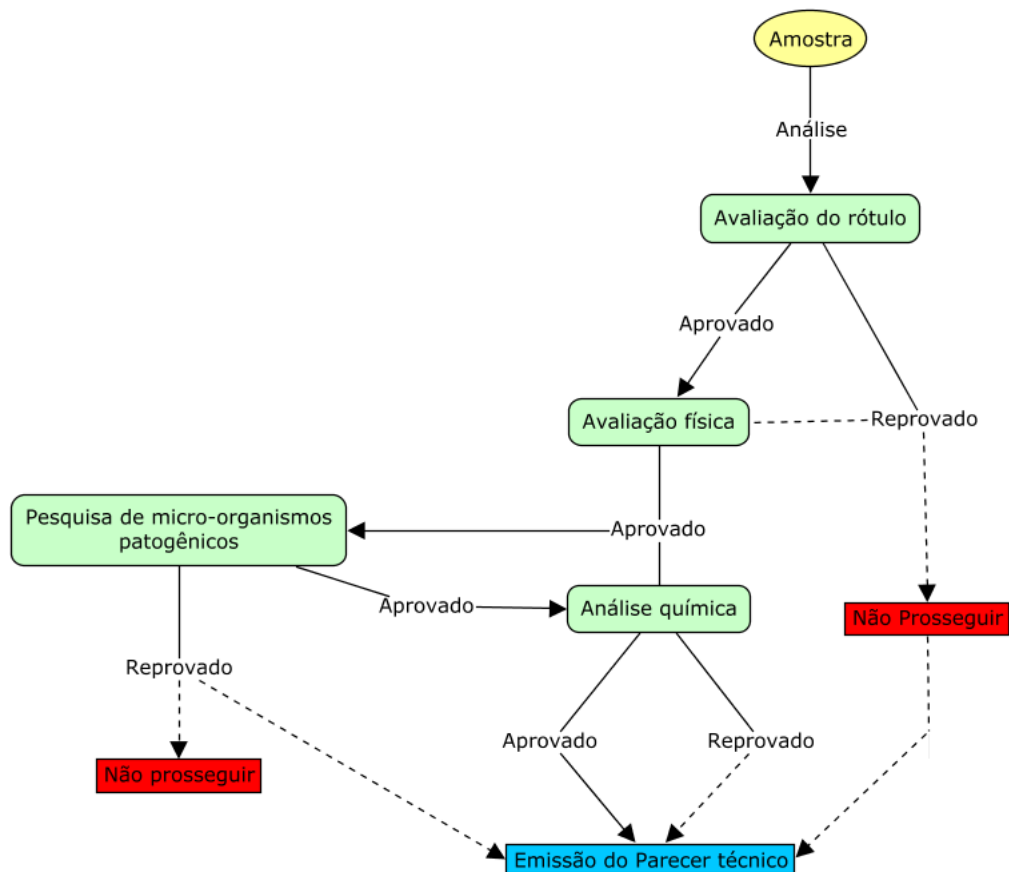 Amostra
Análise
Avaliação do rótulo
Aprovado
Avaliação física
Reprovado
Pesquisa de micro-organismos
patogênicos
Aprovado
Aprovado
Análise química
Não Prosseguir
Reprovado
Aprovado
Reprovado
Não prosseguir
Emissão do Parecer técnico